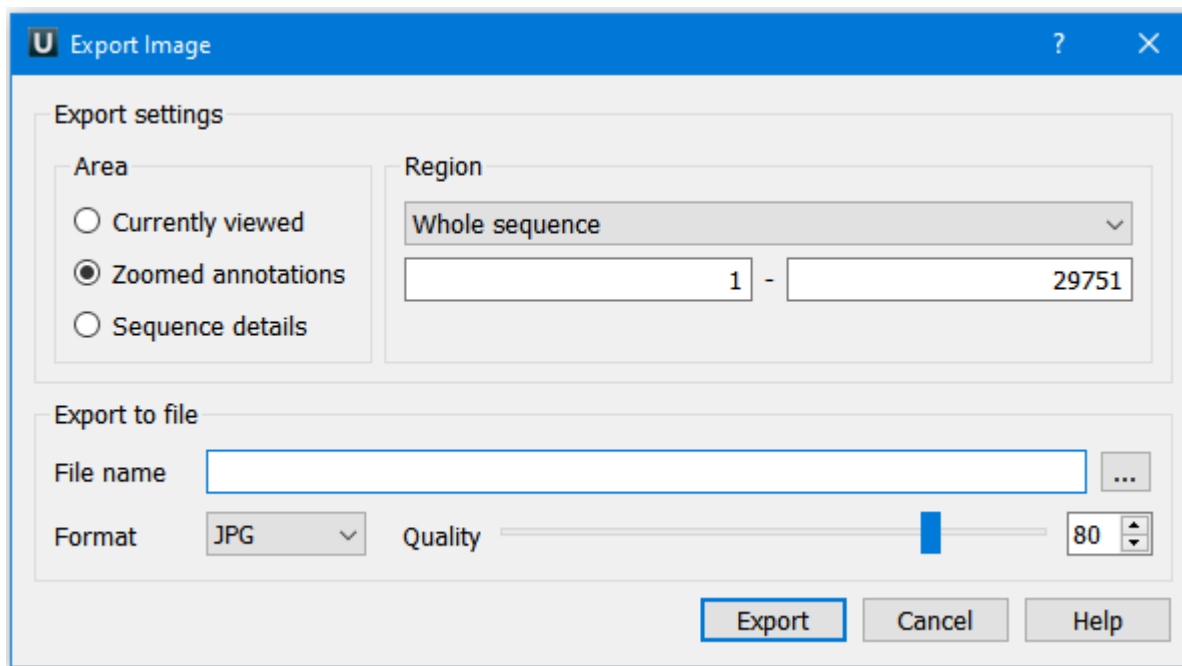 U Export Image ? ×
Export settings
Area
Currently viewed
Zoomed annotations
Sequence details
Region
Whole sequence
1 - 29751
Export to file
File name ...
Format JPG Quality 80
Export Cancel Help